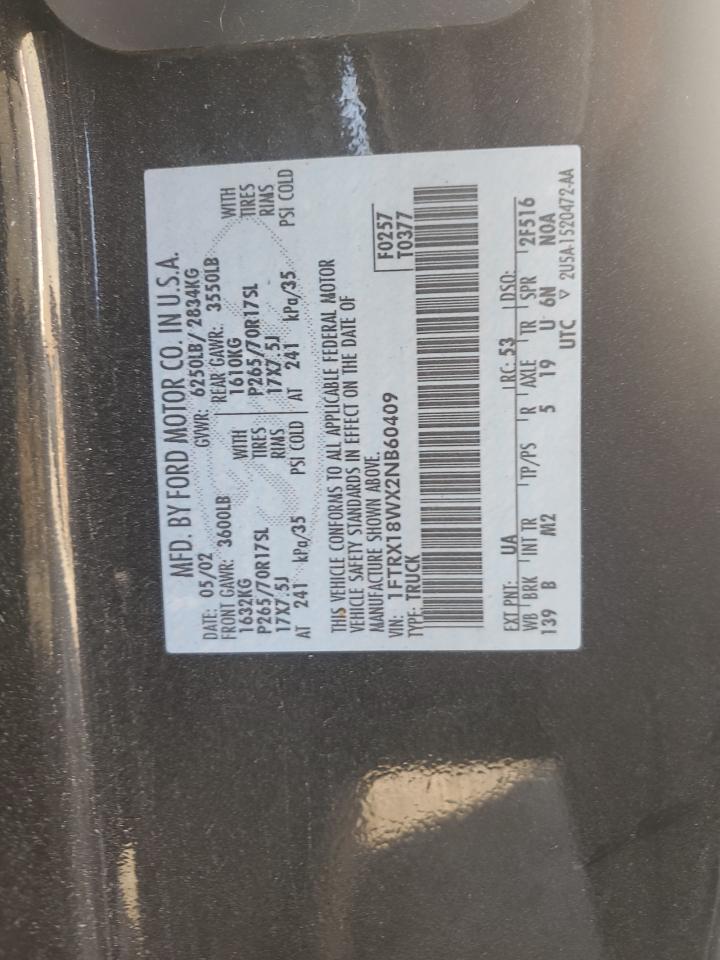 MFD. BY FORD MOTOR CO. IN U.S.A.
DATE: 05/02 GVWR: 6250LB/ 2834KG
FRONT GAWR: 3600LB REAR GAWR: 3550LB
1632KG WITH 1610KG WITH
P265/70R17SL TIRES P265/70R17SL TIRES
17X7.5J RIMS 17X7.5J RIMS
AT 241 kPa/35 PSI COLD AT 241 kPa/35 PSI COLD
THIS VEHICLE CONFORMS TO ALL APPLICABLE FEDERAL MOTOR
VEHICLE SAFETY STANDARDS IN EFFECT ON THE DATE OF
MANUFACTURE SHOWN ABOVE.
VIN: 1FTRX18WX2NB60409 F0257
TYPE: TRUCK T0377
EXT PNT: UA RC: 53 DSO: 2F516
WB BRK INT TR TP/PS R AXLE TR SPR N0A
139 B M2 5 19 U 6N
UTC ▽ 2U5A-1520472-AA